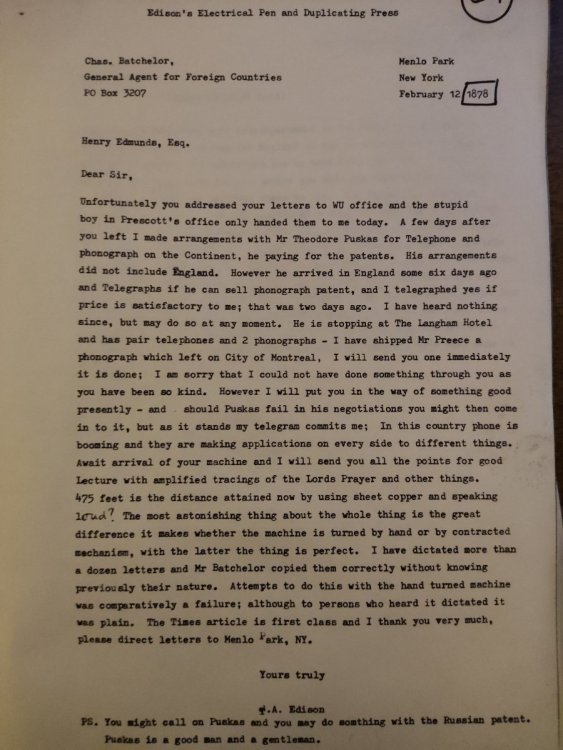 Edison's Electrical Pen and Duplicating Press
Chas. Batchelor,
General Agent for Foreign Countries
PO Box 3207
Menlo Park
New York
February 12 1878
Henry Edmunds, Esq.
Dear Sir,
Unfortunately you addressed your letters to WU office and the stupid
boy in Prescott's office only handed them to me today. A few days after
you left I made arrangements with Mr Theodore Puskas for Telephone and
phonograph on the Continent, he paying for the patents. His arrangements
did not include England. However he arrived in England some six days ago
and Telegraphs if he can sell phonograph patent, and I telegraphed yes if
price is satisfactory to me; that was two days ago. I have heard nothing
since, but may do so at any moment. He is stopping at The Langham Hotel
and has pair telephones and 2 phonographs - I have shipped Mr Preece a
phonograph which left on City of Montreal, I will send you one immediately
it is done; I am sorry that I could not have done something through you as
you have been so kind. However I will put you in the way of something good
presently - and should Puskas fail in his negotiations you might then come
in to it, but as it stands my telegram commits me; In this country phone is
booming and they are making applications on every side to different things.
Await arrival of your machine and I will send you all the points for good
Lecture with amplified tracings of the Lords Prayer and other things.
475 feet is the distance attained now by using sheet copper and speaking
loud? The most astonishing thing about the whole thing is the great
difference it makes whether the machine is turned by hand or by contracted
mechanism, with the latter the thing is perfect. I have dictated more than
a dozen letters and Mr Batchelor copied them correctly without knowing
previously their nature. Attempts to do this with the hand turned machine
was comparatively a failure; although to persons who heard it dictated it
was plain. The Times article is first class and I thank you very much,
please direct letters to Menlo Park, NY.
Yours truly
T.A. Edison
PS. You might call on Puskas and you may do somthing with the Russian patent.
Puskas is a good man and a gentleman.